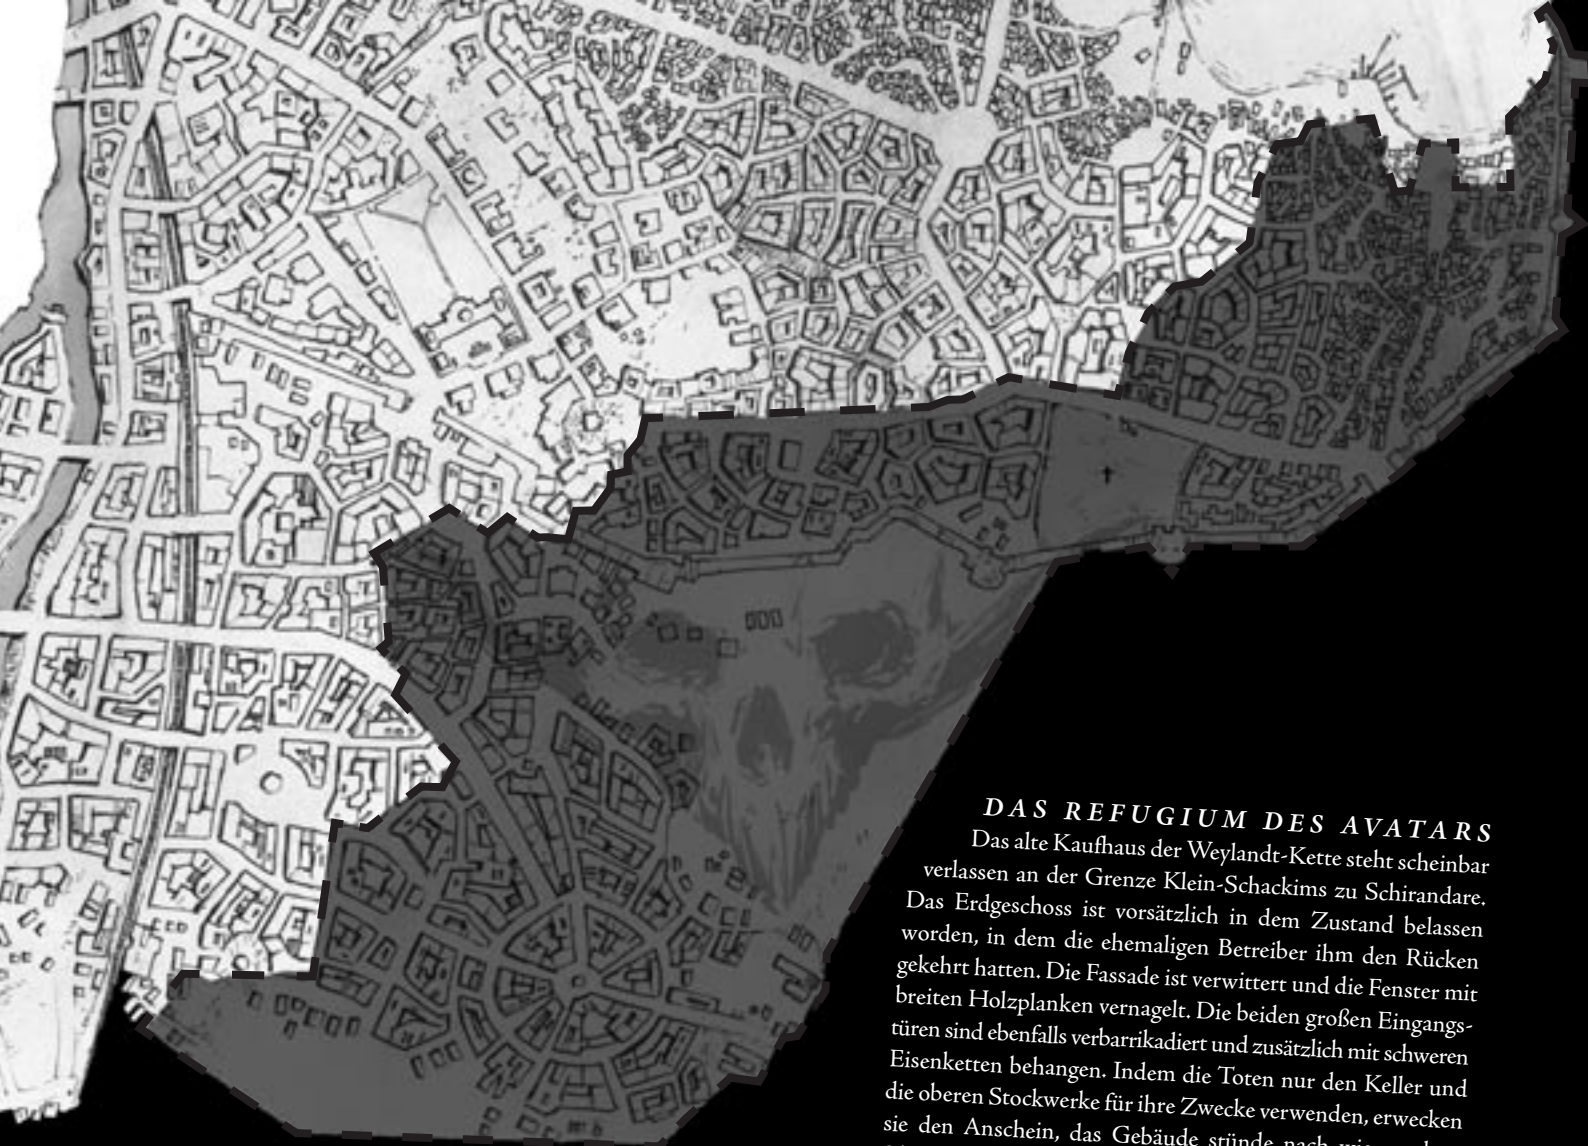 DAS REFUGIUM DES AVATARS
Das alte Kaufhaus der Weylandt-Kette steht scheinbar
verlassen an der Grenze Klein-Schackims zu Schirandare.
Das Erdgeschoss ist vorsätzlich in dem Zustand belassen
worden, in dem die ehemaligen Betreiber ihm den Rücken
gekehrt hatten. Die Fassade ist verwittert und die Fenster mit
breiten Holzplanken vernagelt. Die beiden großen Eingangs-
türen sind ebenfalls verbarrikadiert und zusätzlich mit schweren
Eisenketten behangen. Indem die Toten nur den Keller und
die oberen Stockwerke für ihre Zwecke verwenden, erwecken
sie den Anschein, das Gebäude stünde nach